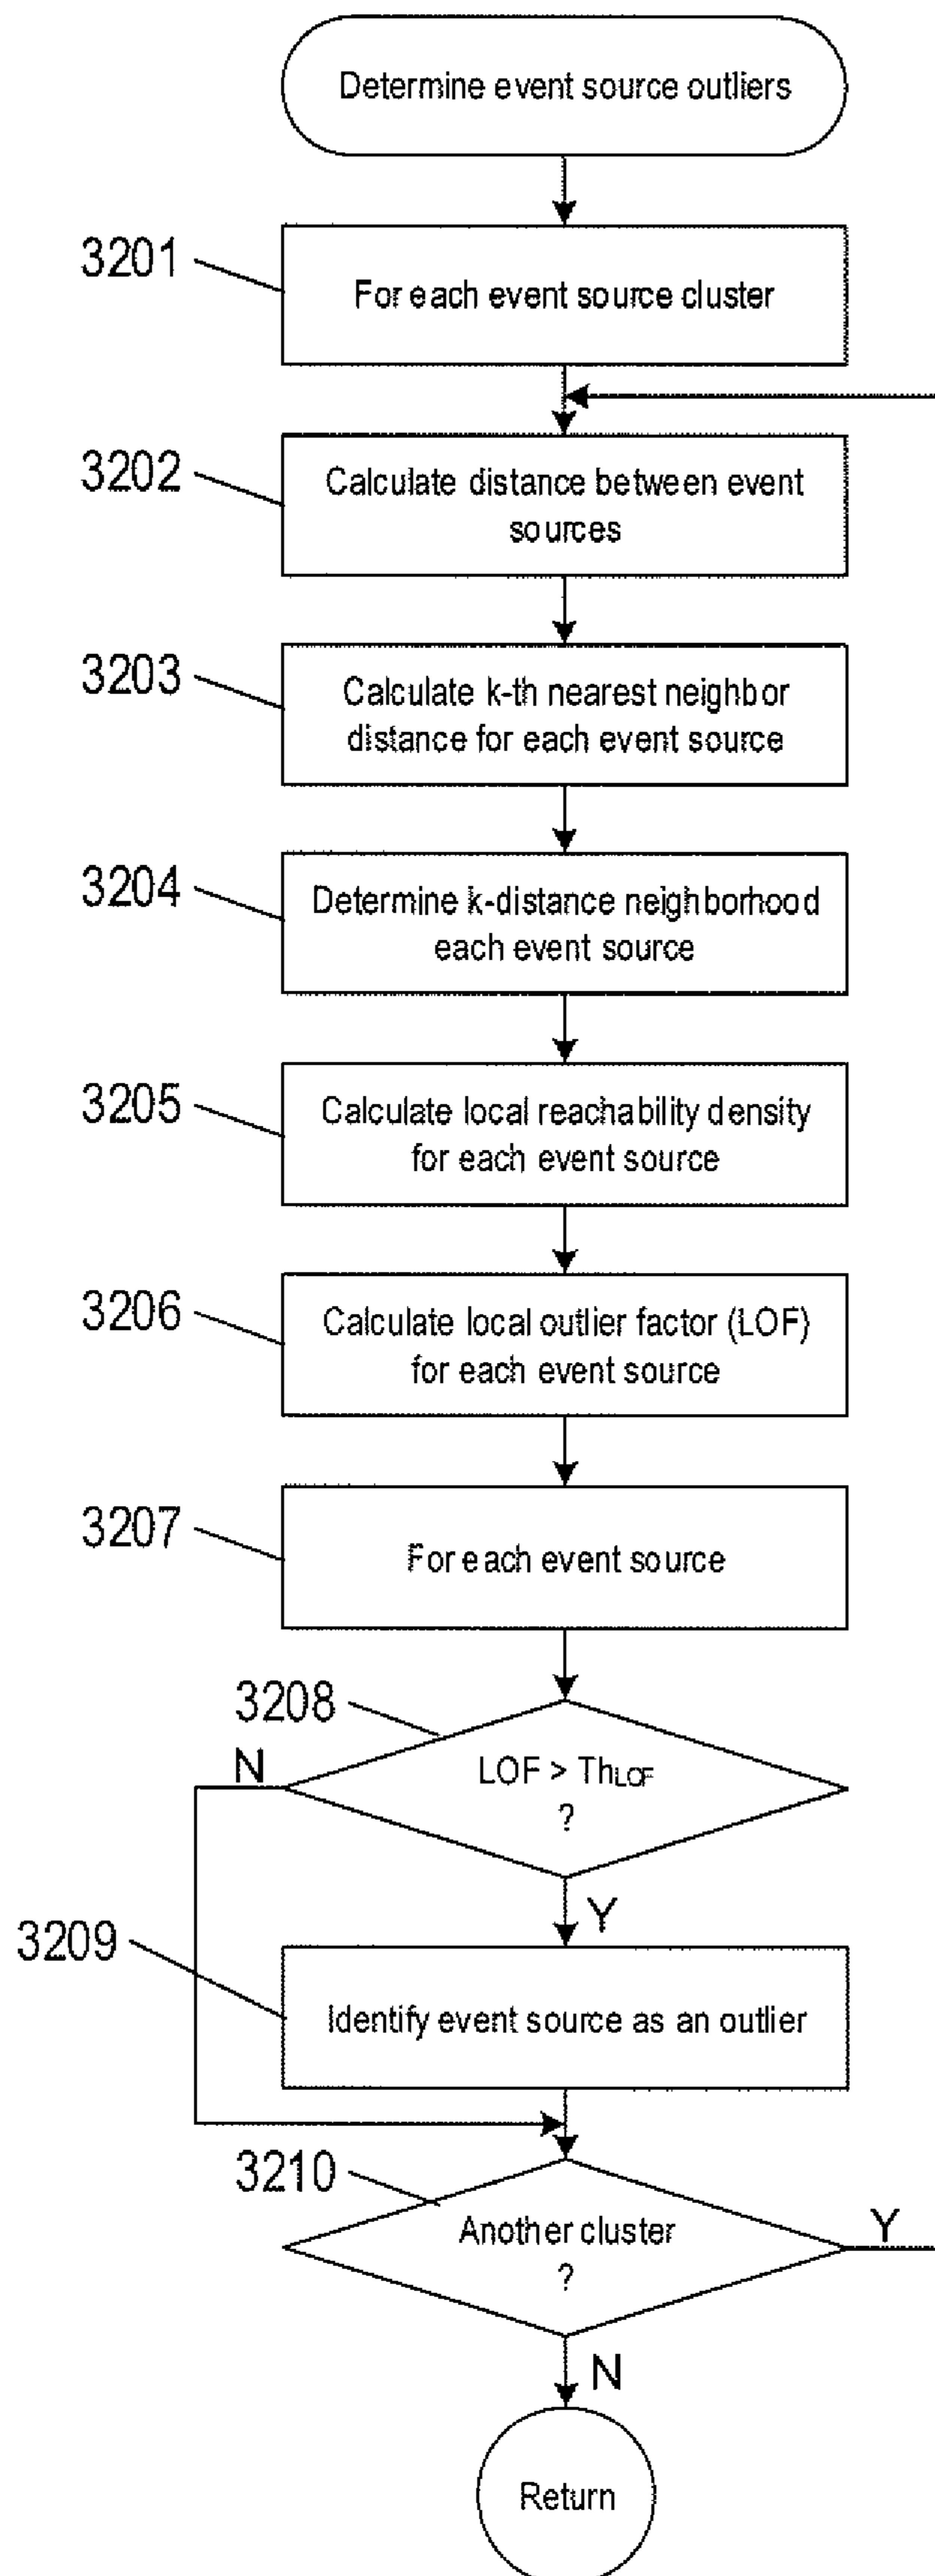 Determine event source outliers
3201
For each event source cluster
3202
Calculate distance between event
sources
3203
Calculate k-th nearest neighbor
distance for each event source
3204
Determine k-distance neighborhood
each event source
3205
Calculate local reachability density
for each event source
3206
Calculate local outlier factor (LOF)
for each event source
3207
For each event source
3208
N
LOF > ThLOF
?
Y
3209
Identify event source as an outlier
3210
Another cluster
?
Y
N
Return